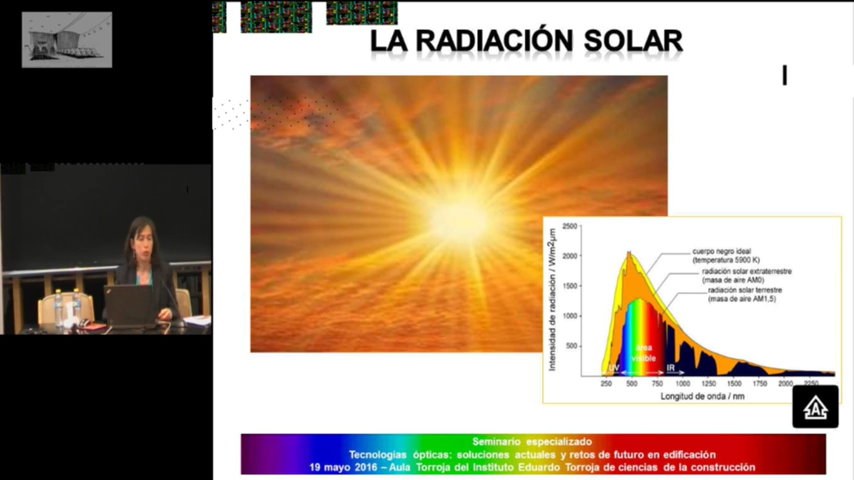 LA RADIACIÓN SOLAR
Intensidad de radiación / W/m2µm
2500
2000
1500
1000
500
cuerpo negro ideal
(temperatura 5900 K)
radiación solar extraterrestre
(masa de aire AM0)
radiación solar terrestre
(masa de aire AM1,5)
área
visible
UV
IR
250
500
750
1000
1250
1500
1750
2000
2250
Longitud de onda / nm
A
Seminario especializado
Tecnologías ópticas: soluciones actuales y retos de futuro en edificación
19 mayo 2016 – Aula Torroja del Instituto Eduardo Torroja de ciencias de la construcción